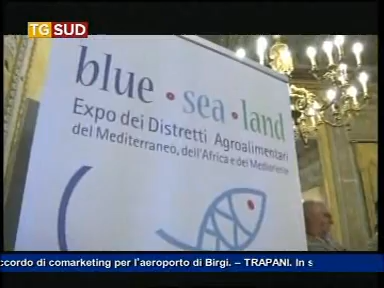 TG SUD
blue • sea • land
Expo dei Distretti Agroalimentari
del Mediterraneo, dell'Africa e del Medioriente
ccordo di comarketing per l'aeroporto di Birgi. – TRAPANI. In s